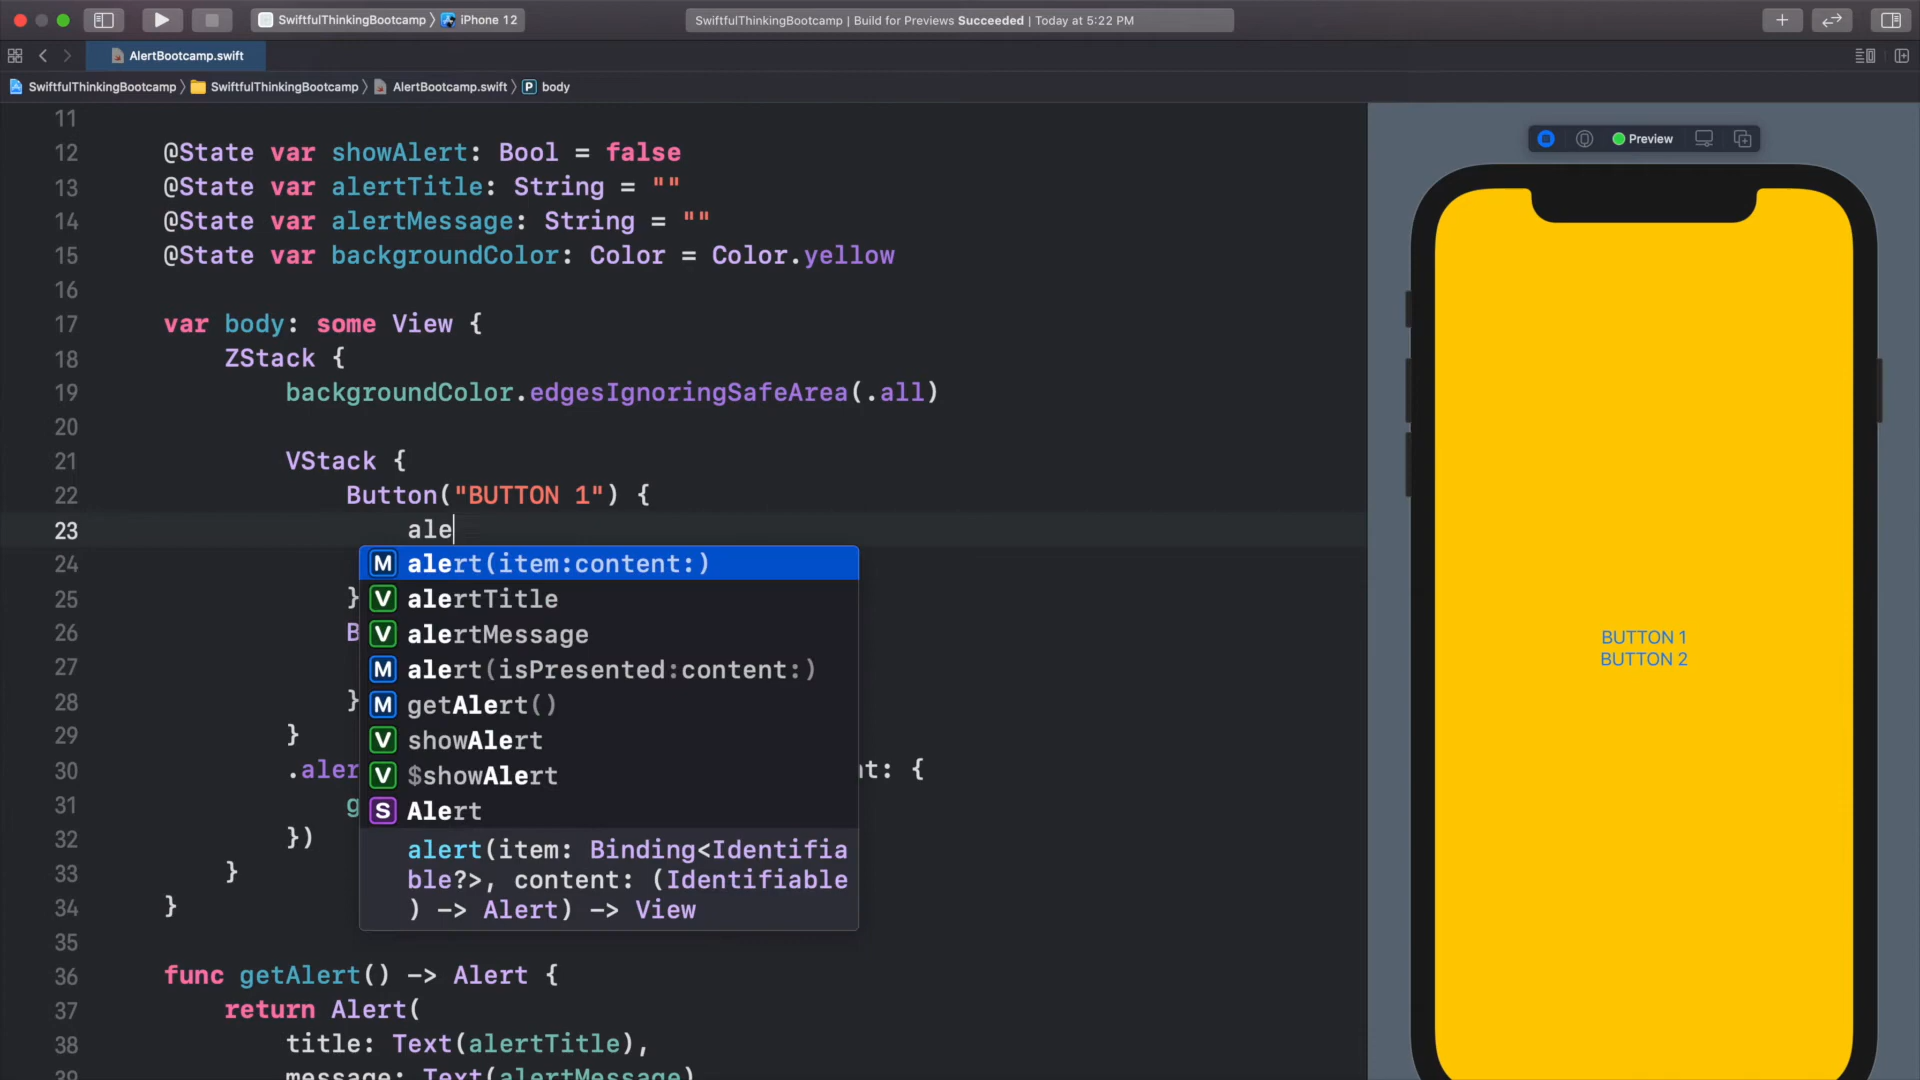 SwiftfulThinkingBootcamp 〉 iPhone 12
SwiftfulThinkingBootcamp | Build for Previews Succeeded | Today at 5:22 PM
AlertBootcamp.swift
SwiftfulThinkingBootcamp 〉 SwiftfulThinkingBootcamp 〉 AlertBootcamp.swift 〉 P body
11
12 @State var showAlert: Bool = false
13 @State var alertTitle: String = ""
14 @State var alertMessage: String = ""
15 @State var backgroundColor: Color = Color.yellow
16
17 var body: some View {
18 ZStack {
19 backgroundColor.edgesIgnoringSafeArea(.all)
20
21 VStack {
22 Button("BUTTON 1") {
23 ale
24
25 }
26 B
27
28 }
29 }
30 .aler t: {
31 g
32 })
33 }
34 }
35
36 func getAlert() -> Alert {
37 return Alert(
38 title: Text(alertTitle),
39 message: Text(alertMessage)
M alert(item:content:)
V alertTitle
V alertMessage
M alert(isPresented:content:)
M getAlert()
V showAlert
V $showAlert
S Alert
alert(item: Binding<Identifia
ble?>, content: (Identifiable
) -> Alert) -> View
Preview
BUTTON 1
BUTTON 2